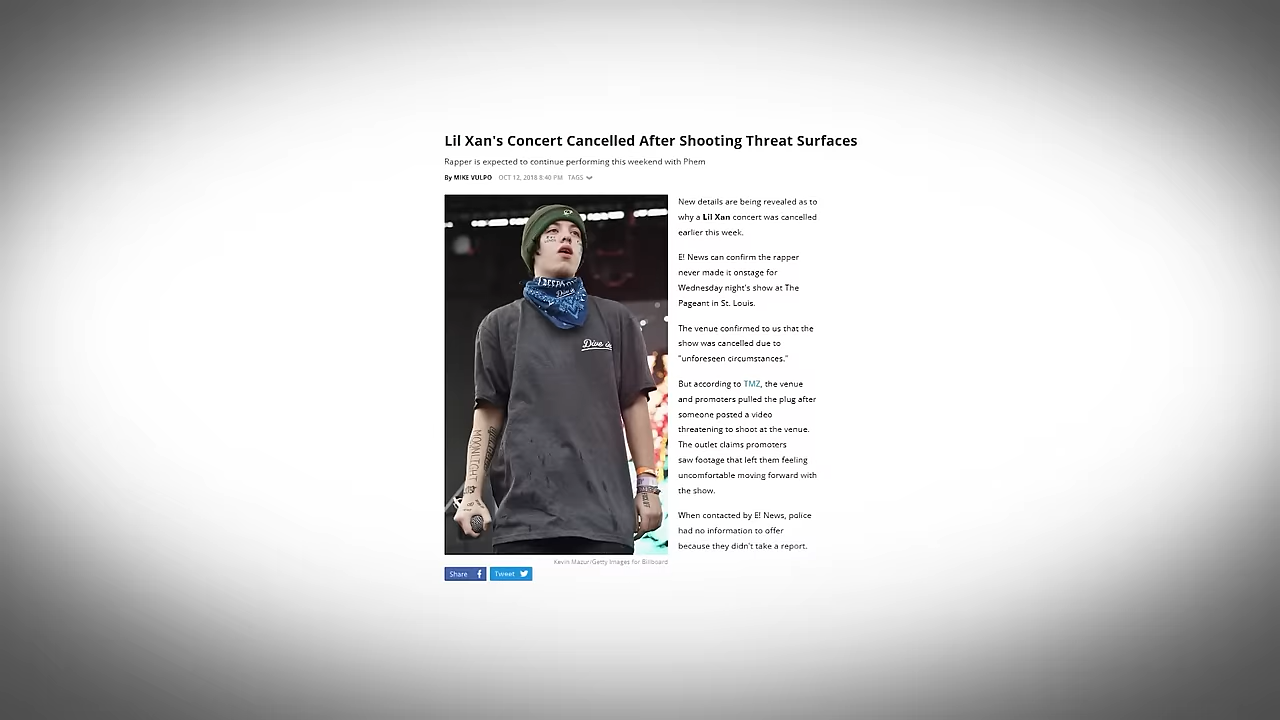 Lil Xan's Concert Cancelled After Shooting Threat Surfaces
Rapper is expected to continue performing this weekend with Phem
By MIKE VULPO OCT 12, 2018 8:40 PM TAGS
New details are being revealed as to
why a Lil Xan concert was cancelled
earlier this week.
E! News can confirm the rapper
never made it onstage for
Wednesday night's show at The
Pageant in St. Louis.
The venue confirmed to us that the
show was cancelled due to
"unforeseen circumstances."
But according to TMZ, the venue
and promoters pulled the plug after
someone posted a video
threatening to shoot at the venue.
The outlet claims promoters
saw footage that left them feeling
uncomfortable moving forward with
the show.
When contacted by E! News, police
had no information to offer
because they didn't take a report.
Dive in
MOONLIGHT
Kevin Mazur/Getty Images for Billboard
Share
Tweet